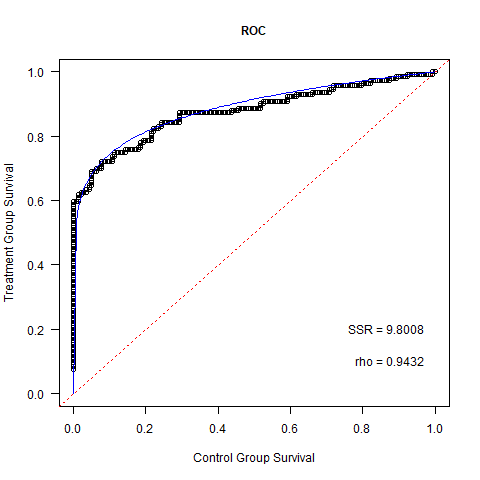 ROC
Treatment Group Survival
1.0
0.8
0.6
0.4
0.2
0.0
SSR = 9.8008
rho = 0.9432
0.0 0.2 0.4 0.6 0.8 1.0
Control Group Survival